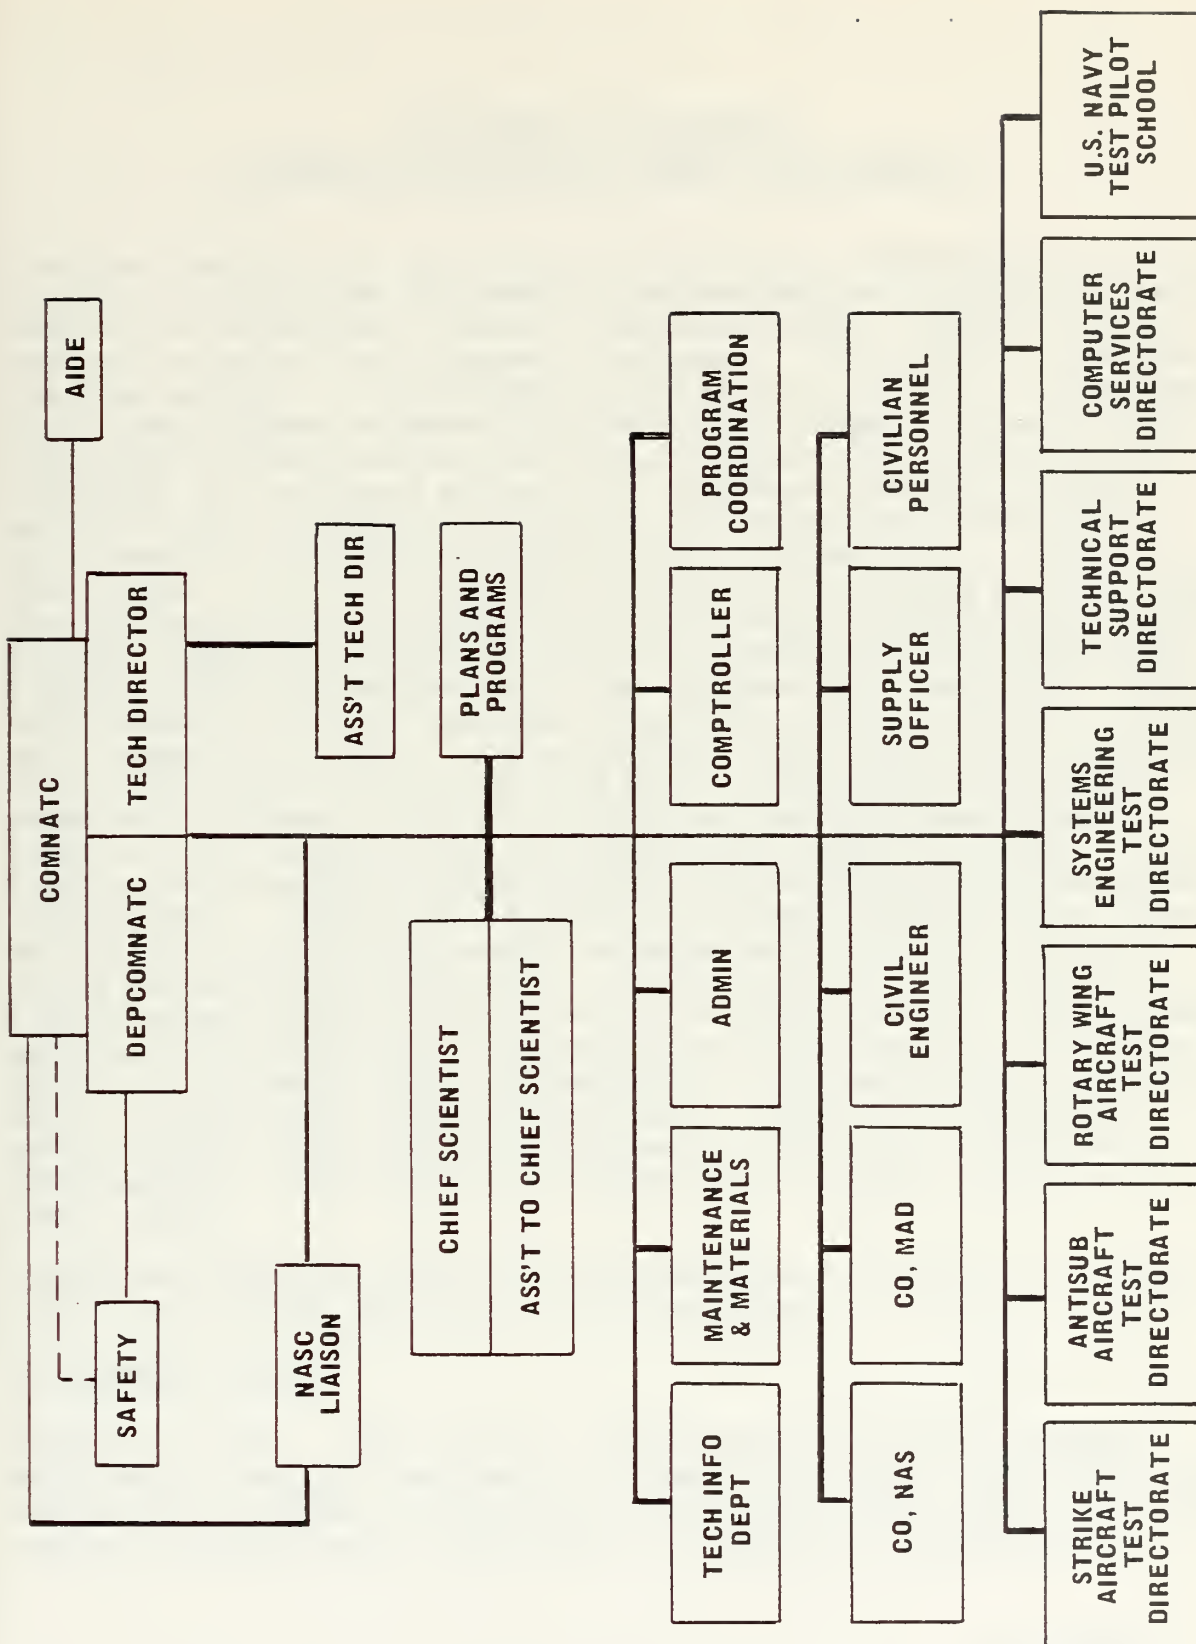 COMNATC
AIDE
DEPCOMNATC
TECH DIRECTOR
SAFETY
NASC
LIAISON
ASS'T TECH DIR
CHIEF SCIENTIST
ASS'T TO CHIEF SCIENTIST
PLANS AND
PROGRAMS
TECH INFO
DEPT
MAINTENANCE
& MATERIALS
ADMIN
COMPTROLLER
PROGRAM
COORDINATION
CO, NAS
CO, MAD
CIVIL
ENGINEER
SUPPLY
OFFICER
CIVILIAN
PERSONNEL
STRIKE
AIRCRAFT
TEST
DIRECTORATE
ANTISUB
AIRCRAFT
TEST
DIRECTORATE
ROTARY WING
AIRCRAFT
TEST
DIRECTORATE
SYSTEMS
ENGINEERING
TEST
DIRECTORATE
TECHNICAL
SUPPORT
DIRECTORATE
COMPUTER
SERVICES
DIRECTORATE
U.S. NAVY
TEST PILOT
SCHOOL